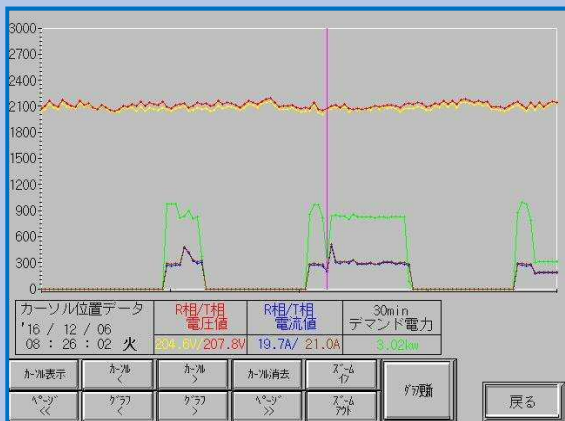 3000
2700
2400
2100
1800
1500
1200
900
600
300
0
カーソル位置データ
'16 / 12 / 06
08 : 26 : 02 火
R相/T相
電圧値
204.6V/207.8V
R相/T相
電流値
19.7A/ 21.0A
30min
デマンド電力
3.02kw
カーソル表示
カーソル
<
カーソル
>
カーソル消去
ズーム
イン
グラフ更新
戻る
ページ
<<
グラフ
<
グラフ
>
ページ
>>
ズーム
アウト